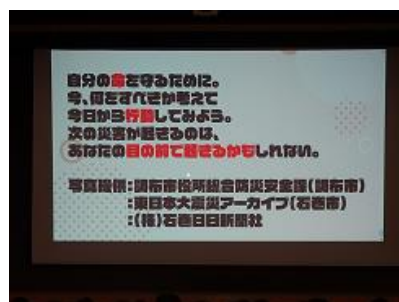 自分の命を守るために。
今、何をすべきか考えて
今日から行動してみよう。
次の災害が起きるのは、
あなたの目の前で起きるかもしれない。
写真提供：調布市役所総合防災安全課(調布市)
：東日本大震災アーカイブ(石巻市)
：(株)石巻日日新聞社